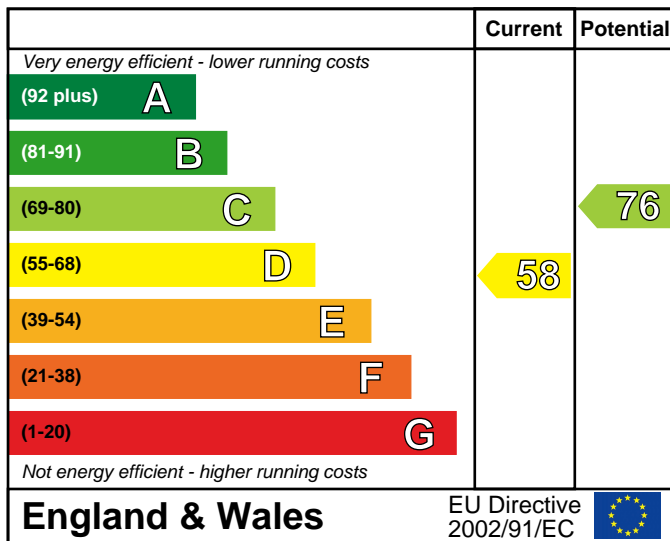 Current Potential
Very energy efficient - lower running costs
(92 plus) A
(81-91) B
(69-80) C 76
(55-68) D 58
(39-54) E
(21-38) F
(1-20) G
Not energy efficient - higher running costs
England & Wales
EU Directive
2002/91/EC